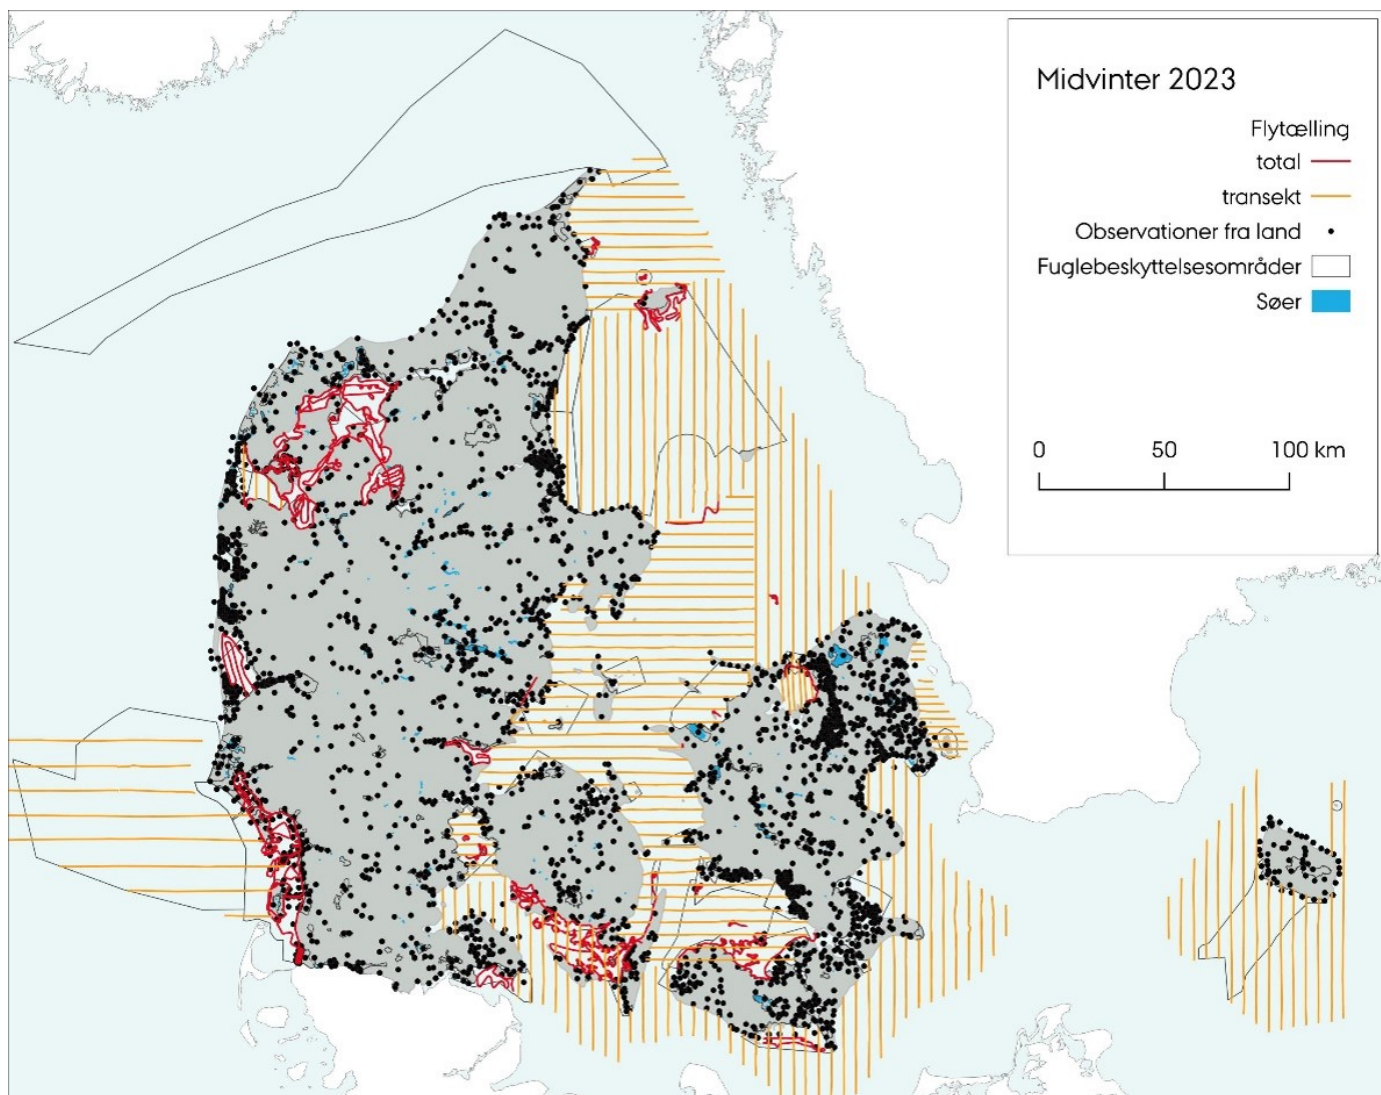 Midvinter 2023
Flytælling
total
transekt
Observationer fra land
Fuglebeskyttelsesområder
Søer
0 50 100 km